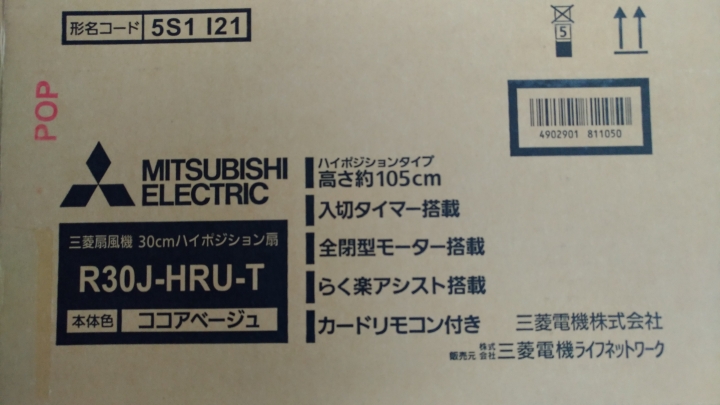 形名コード 5S1 I21
5
POP
4902901 811050
MITSUBISHI
ELECTRIC
三菱扇風機 30cmハイポジション扇
R30J-HRU-T
本体色 ココアベージュ
ハイポジションタイプ
高さ約105cm
入切タイマー搭載
全閉型モーター搭載
らく楽アシスト搭載
カードリモコン付き
三菱電機株式会社
販売元 株式会社 三菱電機ライフネットワーク